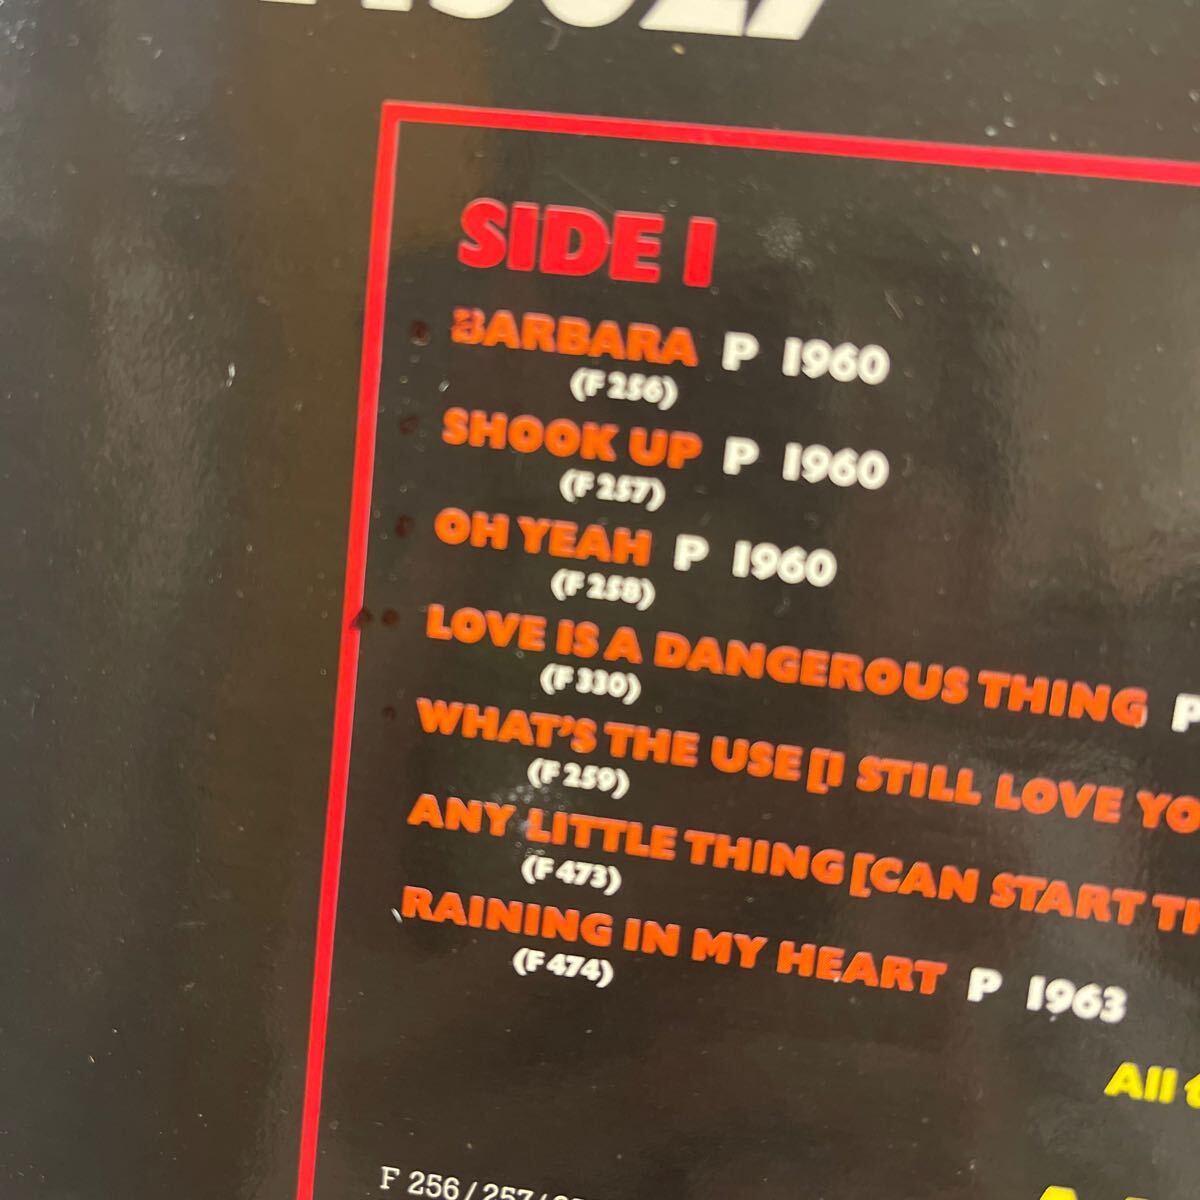 SIDE I
BARBARA P 1960
(F 256)
SHOOK UP P 1960
(F 257)
OH YEAH P 1960
(F 258)
LOVE IS A DANGEROUS THING P
(F 330)
WHAT'S THE USE [I STILL LOVE YO
(F 259)
ANY LITTLE THING [CAN START
(F 473)
RAINING IN MY HEART P 1963
(F 474)
All
F 256/257/